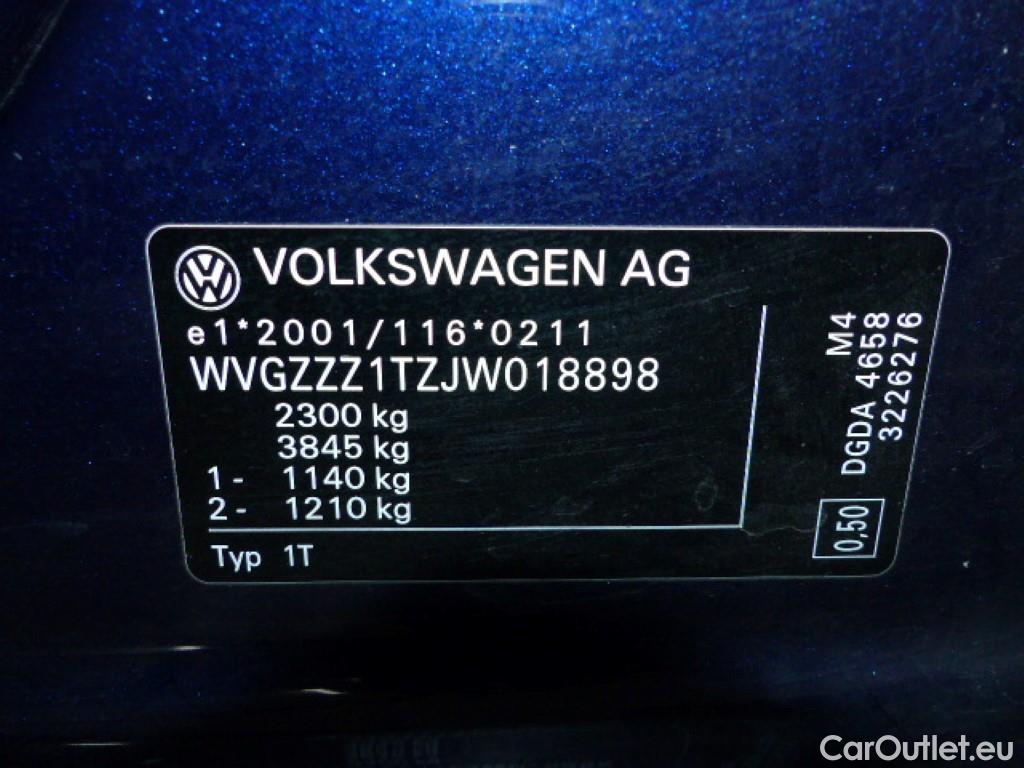 VOLKSWAGEN AG
e1*2001/116*0211
WVGZZZ1TZJW018898
2300 kg
3845 kg
1- 1140 kg
2- 1210 kg
Typ 1T
M4
DGDA 4658
3226276
0,50
CarOutlet.eu